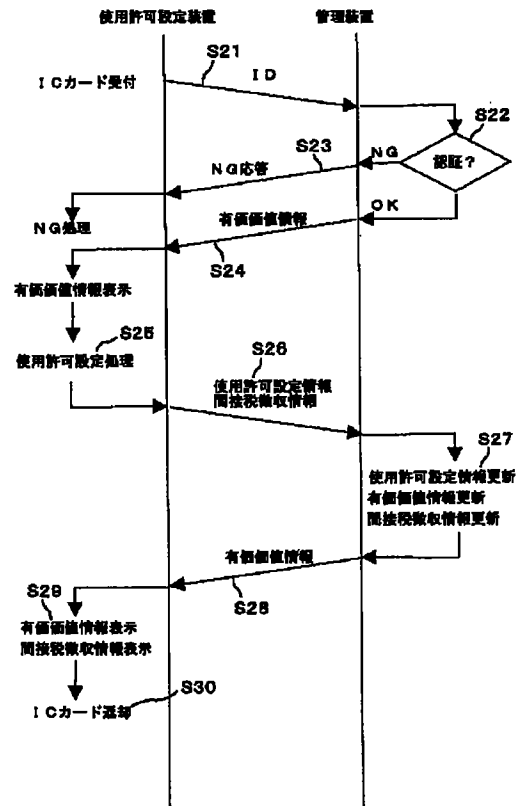 使用許可設定装置
管理装置
S21
ID
ICカード受付
S22
S23
NG
認証?
NG応答
OK
NG処理
有価価値情報
S24
有価価値情報表示
S25
使用許可設定処理
S26
使用許可設定情報
間接税徴収情報
S27
使用許可設定情報更新
有価価値情報更新
間接税徴収情報更新
有価価値情報
S28
S29
有価価値情報表示
間接税徴収情報表示
S30
ICカード返却